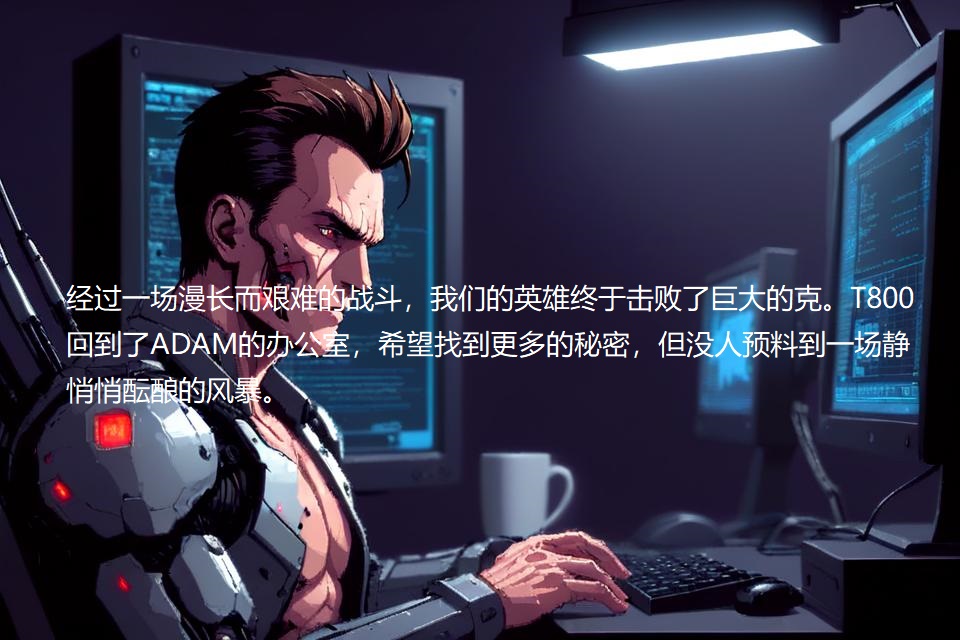 经过一场漫长而艰难的战斗，我们的英雄终于击败了巨大的克。T800
回到了ADAM的办公室，希望找到更多的秘密，但没人预料到一场静
悄悄酝酿的风暴。